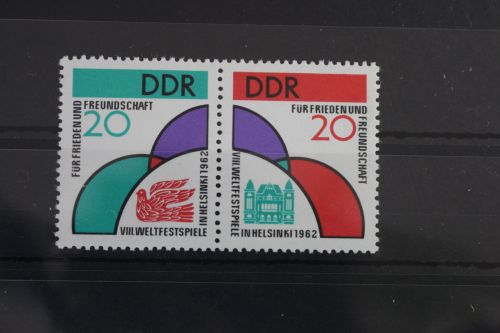 DDR
FÜR FRIEDEN UND
FREUNDSCHAFT
20
VIII. WELTFESTSPIELE
IN HELSINKI 1962
DDR
FÜR FRIEDEN UND
FREUNDSCHAFT
20
VIII. WELTFESTSPIELE
IN HELSINKI 1962